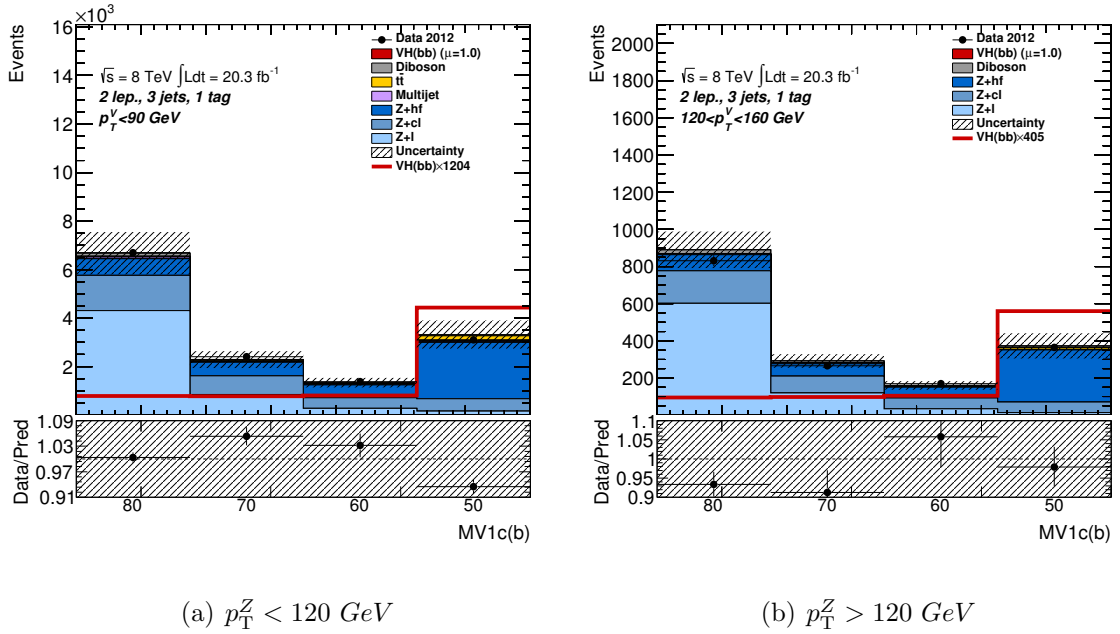 ×10³
Events
16
14
12
10
8
6
4
2
√s = 8 TeV ∫Ldt = 20.3 fb⁻¹
2 lep., 3 jets, 1 tag
p_T^V<90 GeV
Data 2012
VH(bb) (μ=1.0)
Diboson
tt̄
Multijet
Z+hf
Z+cl
Z+l
Uncertainty
VH(bb)×1204
Data/Pred
1.09
1.03
0.97
0.91
80 70 60 50
MV1c(b)
Events
2000
1800
1600
1400
1200
1000
800
600
400
200
√s = 8 TeV ∫Ldt = 20.3 fb⁻¹
2 lep., 3 jets, 1 tag
120<p_T^V<160 GeV
Data 2012
VH(bb) (μ=1.0)
Diboson
tt̄
Z+hf
Z+cl
Z+l
Uncertainty
VH(bb)×405
Data/Pred
1.1
1.05
1
0.95
0.9
80 70 60 50
MV1c(b)
(a) p_T^Z < 120 GeV
(b) p_T^Z > 120 GeV